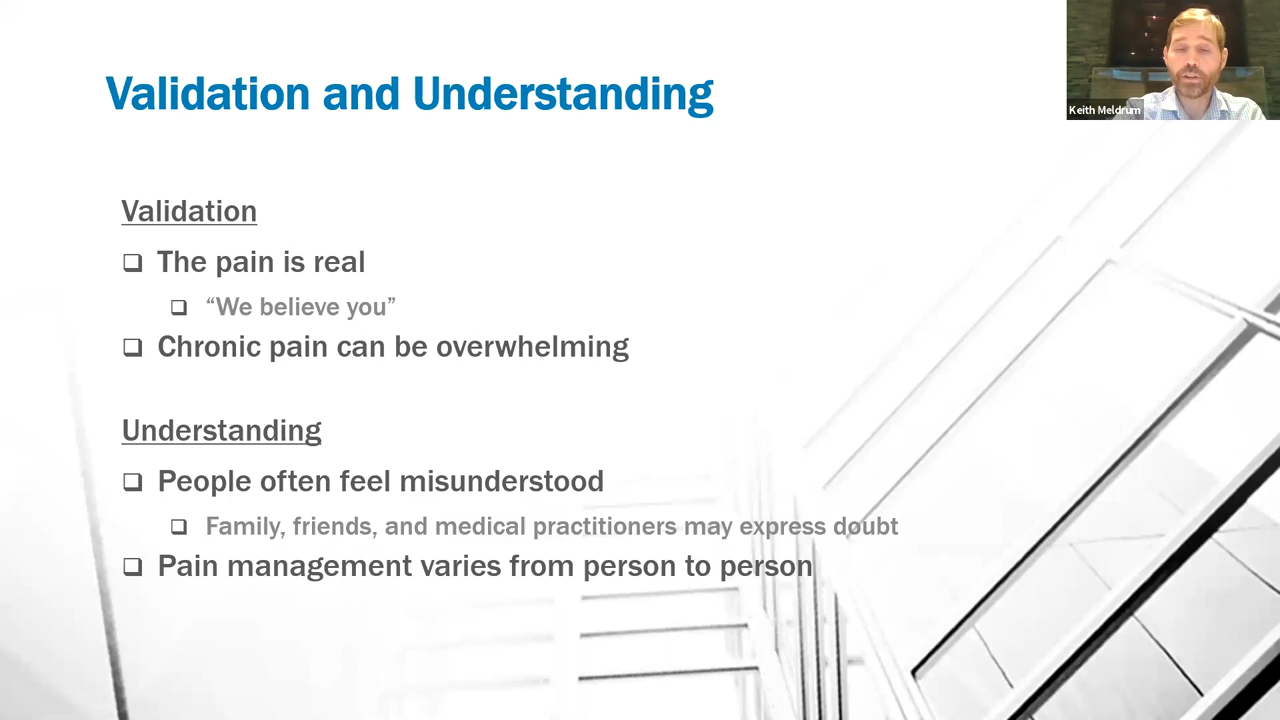 Validation and Understanding
Keith Meldrum
Validation
❑ The pain is real
❑ “We believe you”
❑ Chronic pain can be overwhelming
Understanding
❑ People often feel misunderstood
❑ Family, friends, and medical practitioners may express doubt
❑ Pain management varies from person to person